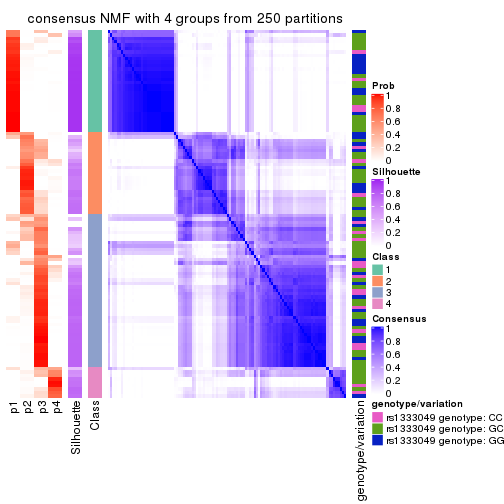 consensus NMF with 4 groups from 250 partitions
Prob
1
0.8
0.6
0.4
0.2
0
Silhouette
1
0.8
0.6
0.4
0.2
0
Class
1
2
3
4
Consensus
1
0.8
0.6
0.4
0.2
0
genotype/variation
rs1333049 genotype: CC
rs1333049 genotype: GC
rs1333049 genotype: GG
p1
p2
p3
p4
Silhouette
Class
genotype/variation